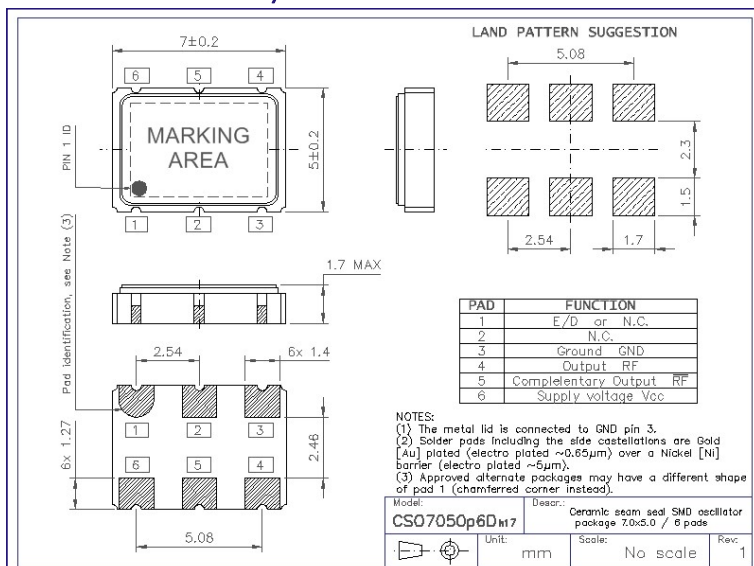 7±0.2
6 5 4
PIN 1 ID
MARKING
AREA
5±0.2
1 2 3
Pad identification, see Note (3)
1.7 MAX
2.54
6x 1.4
1 2 3
6 5 4
6x 1.27
2.46
5.08
LAND PATTERN SUGGESTION
5.08
2.3
1.5
2.54
1.7
PAD FUNCTION
1 E/D or N.C.
2 N.C.
3 Ground GND
4 Output RF
5 Complelentary Output R̅F̅
6 Supply voltage Vcc
NOTES:
(1) The metal lid is connected to GND pin 3.
(2) Solder pads including the side castellations are Gold
[Au] plated (electro plated ~0.65µm) over a Nickel [Ni]
barrier (electro plated ~5µm).
(3) Approved alternate packages may have a different shape
of pad 1 (chamferred corner instead).
Model: Descr.:
CSO7050p6Dh17 Ceramic seam seal SMD oscillator
package 7.0x5.0 / 6 pads
Unit: mm Scale: No scale Rev: 1